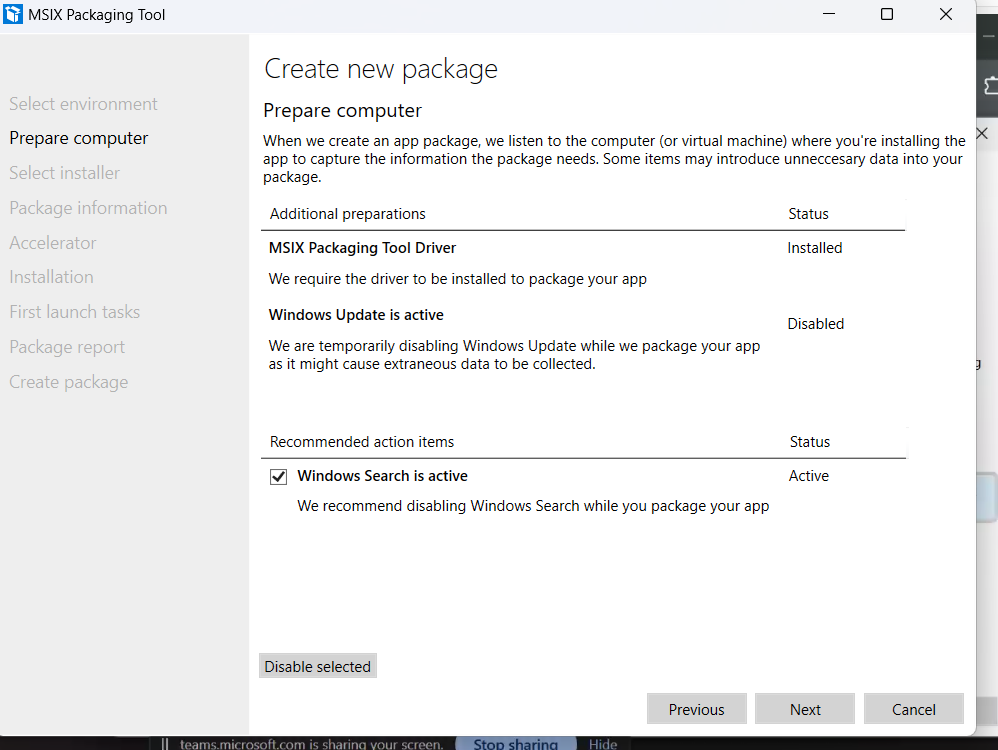 MSIX Packaging Tool
Create new package
Select environment
Prepare computer
Select installer
Package information
Accelerator
Installation
First launch tasks
Package report
Create package
Prepare computer
When we create an app package, we listen to the computer (or virtual machine) where you're installing the
app to capture the information the package needs. Some items may introduce unneccesary data into your
package.
Additional preparations Status
MSIX Packaging Tool Driver Installed
We require the driver to be installed to package your app
Windows Update is active
Disabled
We are temporarily disabling Windows Update while we package your app
as it might cause extraneous data to be collected.
Recommended action items Status
Windows Search is active Active
We recommend disabling Windows Search while you package your app
Disable selected
Previous Next Cancel
teams.microsoft.com is sharing your screen. Stop sharing Hide